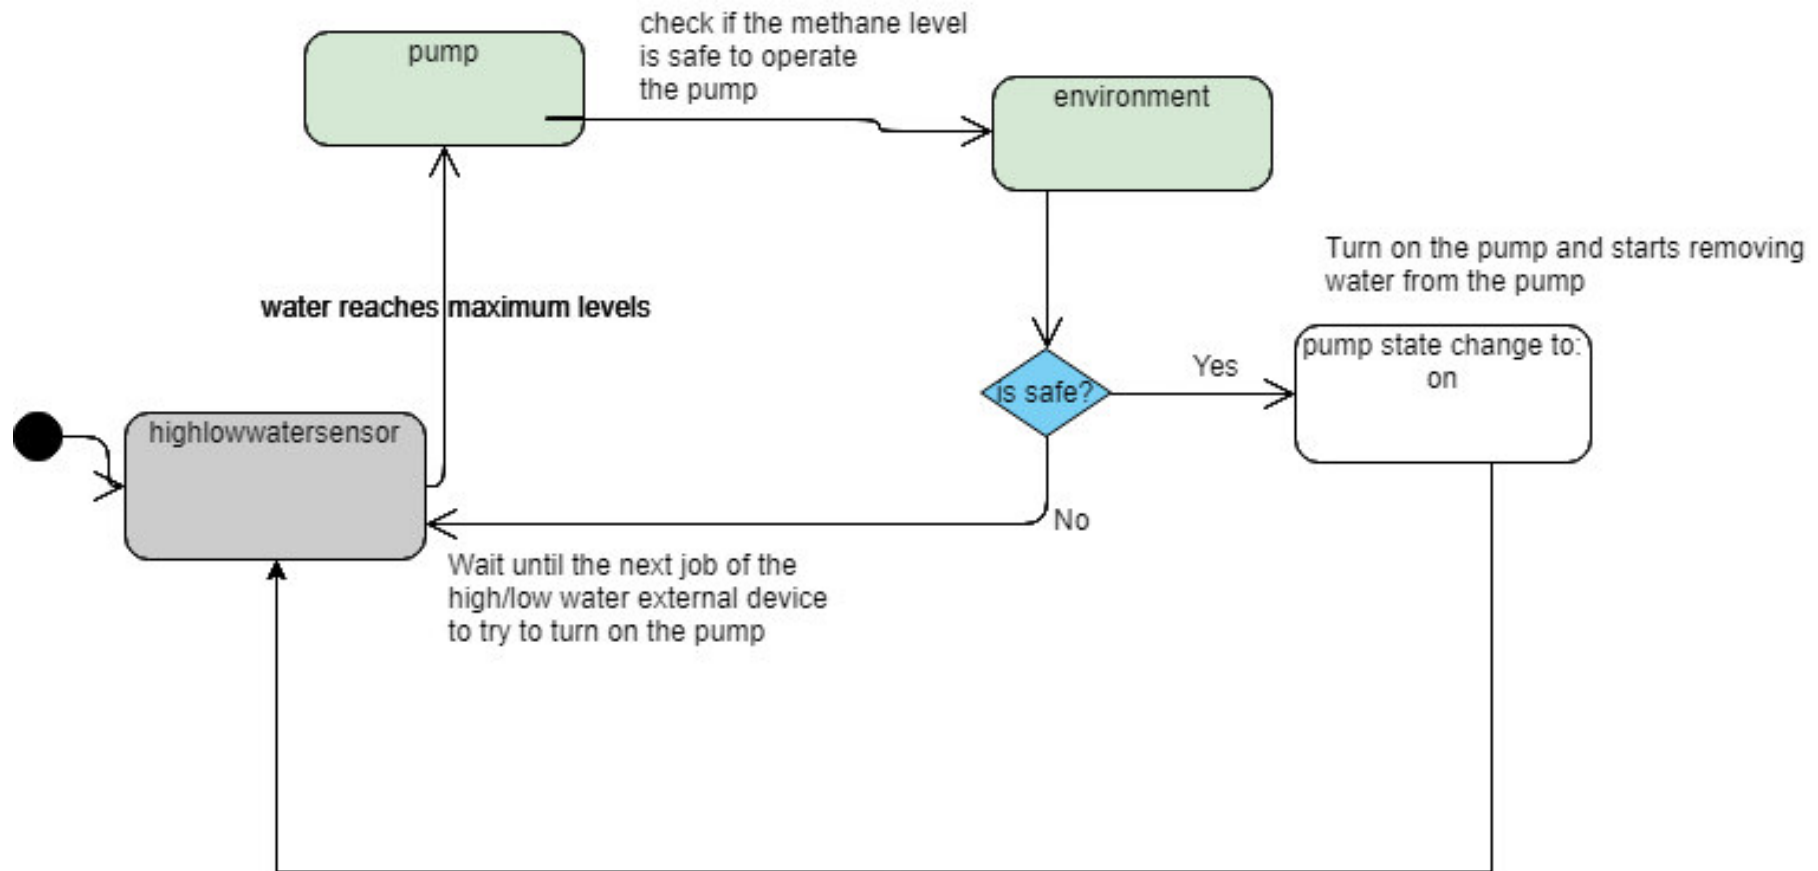 check if the methane level
is safe to operate
the pump
pump
environment
Turn on the pump and starts removing
water from the pump
water reaches maximum levels
pump state change to:
on
Yes
is safe?
highlowwatersensor
No
Wait until the next job of the
high/low water external device
to try to turn on the pump